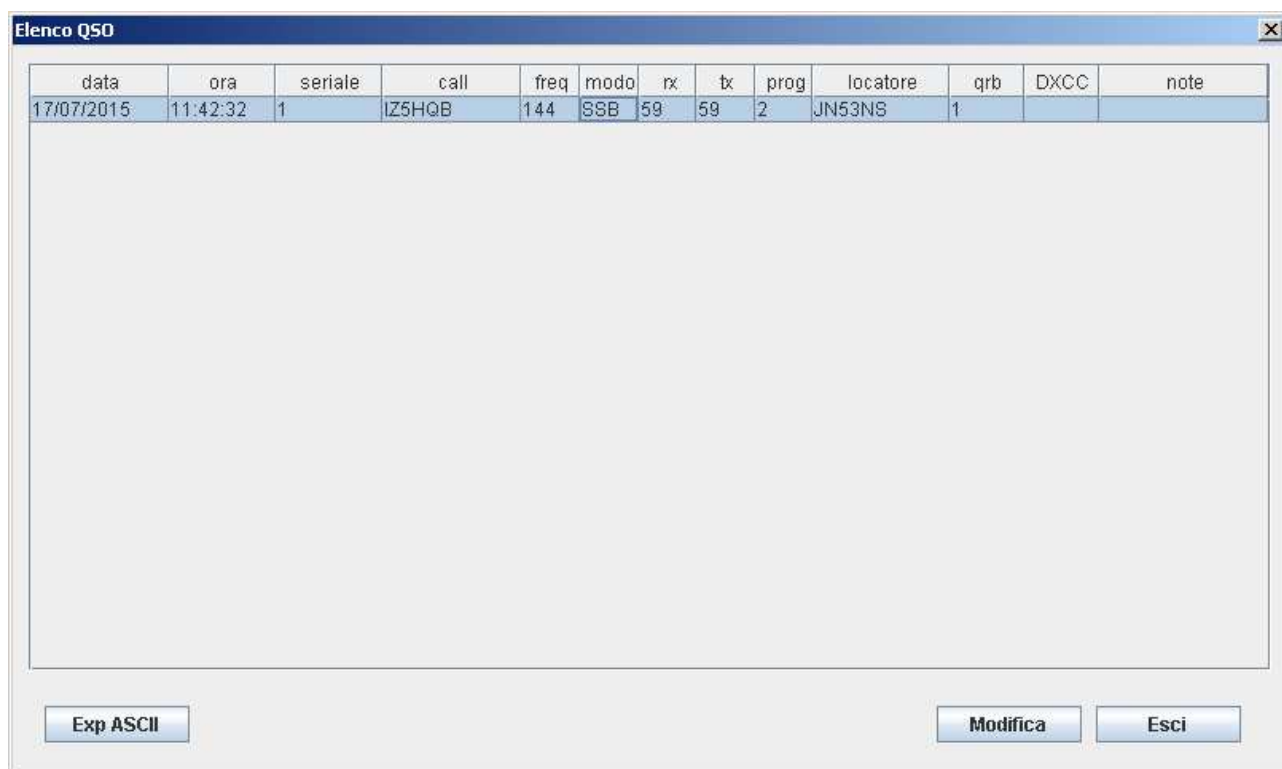 Elenco QSO
data ora seriale call freq modo rx tx prog locatore qrb DXCC note
17/07/2015 11:42:32 1 IZ5HQB 144 SSB 59 59 2 JN53NS 1
Exp ASCII Modifica Esci